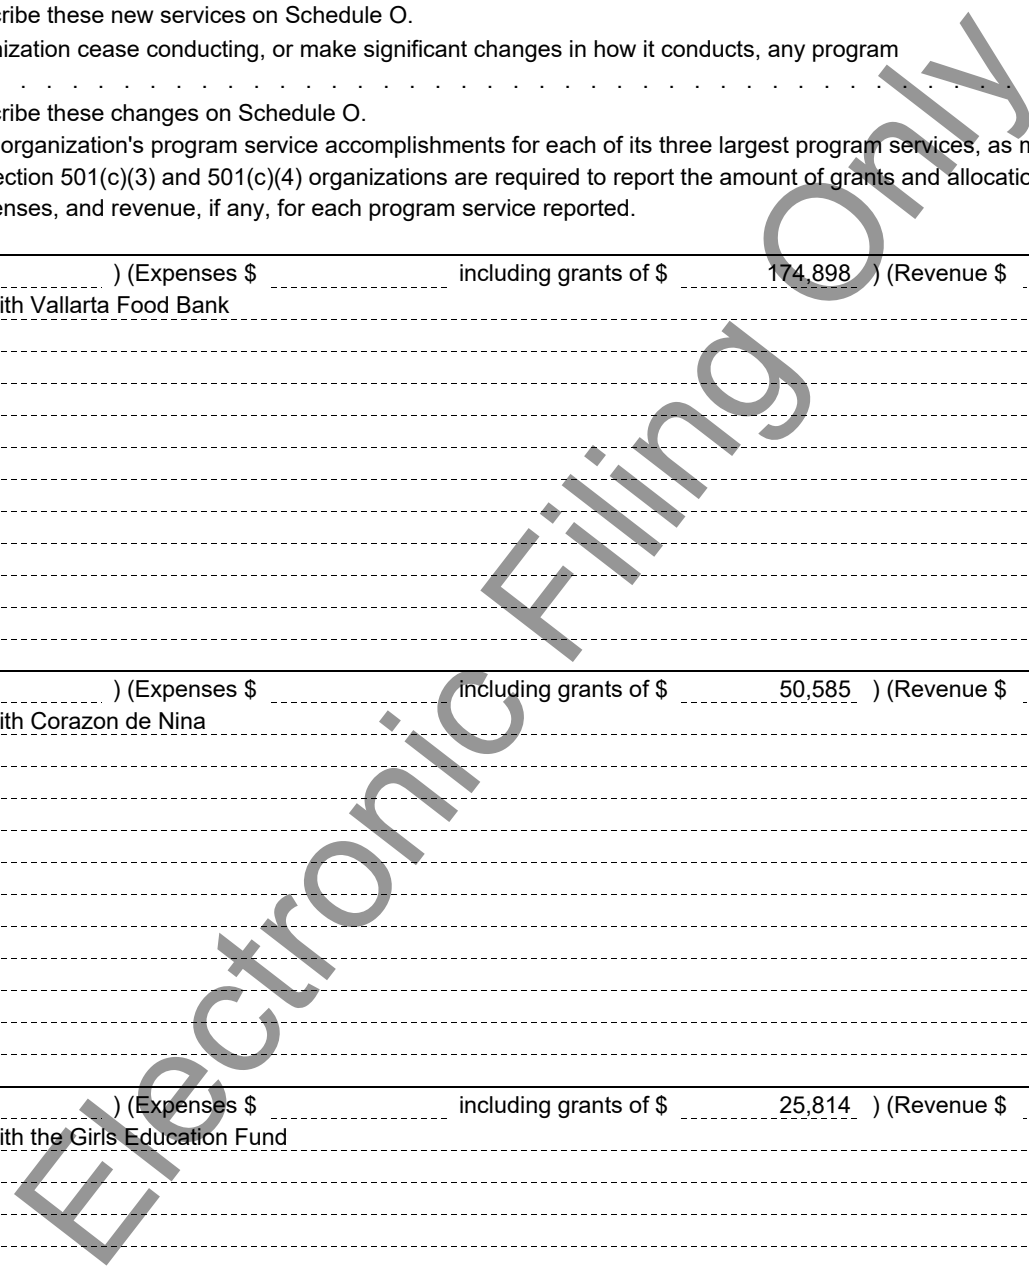 cribe these new services on Schedule O.
nization cease conducting, or make significant changes in how it conducts, any program
. . . . . . . . . . . . . . . . . . . . . . . . . . . . . . . . . . . . . . .
cribe these changes on Schedule O.
organization's program service accomplishments for each of its three largest program services, as m
ection 501(c)(3) and 501(c)(4) organizations are required to report the amount of grants and allocatio
enses, and revenue, if any, for each program service reported.
) (Expenses $ including grants of $ 174,898 ) (Revenue $
ith Vallarta Food Bank
) (Expenses $ including grants of $ 50,585 ) (Revenue $
ith Corazon de Nina
) (Expenses $ including grants of $ 25,814 ) (Revenue $
ith the Girls Education Fund
Electronic Filing Only